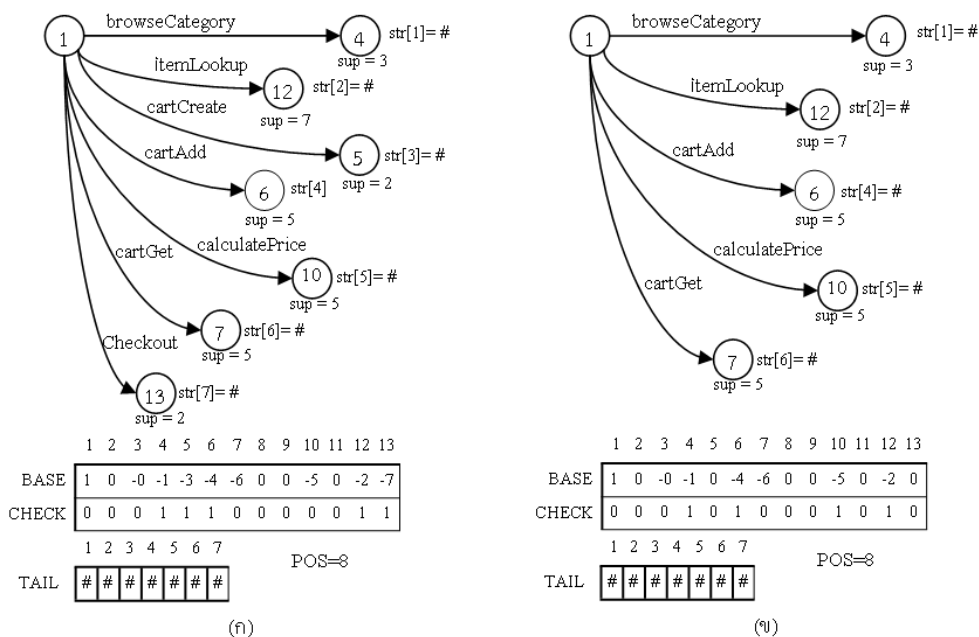 browseCategory
1
4
str[1]= #
sup = 3
itemLookup
12
str[2]= #
sup = 7
cartCreate
5
str[3]= #
sup = 2
cartAdd
6
str[4]
sup = 5
calculatePrice
10
str[5]= #
sup = 5
cartGet
7
str[6]= #
sup = 5
Checkout
13
str[7]= #
sup = 2
1 2 3 4 5 6 7 8 9 10 11 12 13
BASE 1 0 -0 -1 -3 -4 -6 0 0 -5 0 -2 -7
CHECK 0 0 0 1 1 1 0 0 0 0 0 1 1
1 2 3 4 5 6 7
POS=8
TAIL # # # # # # #
(ก)
browseCategory
1
4
str[1]= #
sup = 3
itemLookup
12
str[2]= #
sup = 7
cartAdd
6
str[4]= #
sup = 5
calculatePrice
10
str[5]= #
sup = 5
cartGet
7
str[6]= #
sup = 5
1 2 3 4 5 6 7 8 9 10 11 12 13
BASE 1 0 -0 -1 0 -4 -6 0 0 -5 0 -2 0
CHECK 0 0 0 1 0 1 0 0 0 1 0 1 0
1 2 3 4 5 6 7
POS=8
TAIL # # # # # # #
(ข)